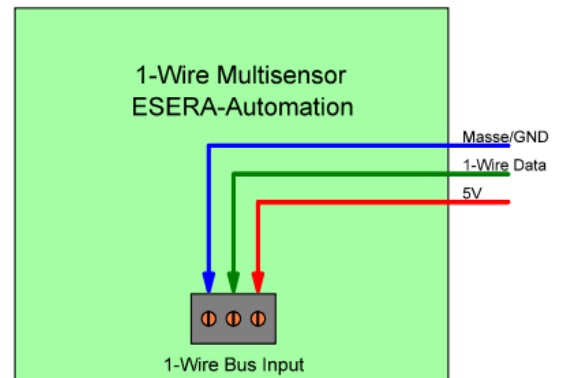 1-Wire Multisensor
ESERA-Automation
Masse/GND
1-Wire Data
5V
1-Wire Bus Input